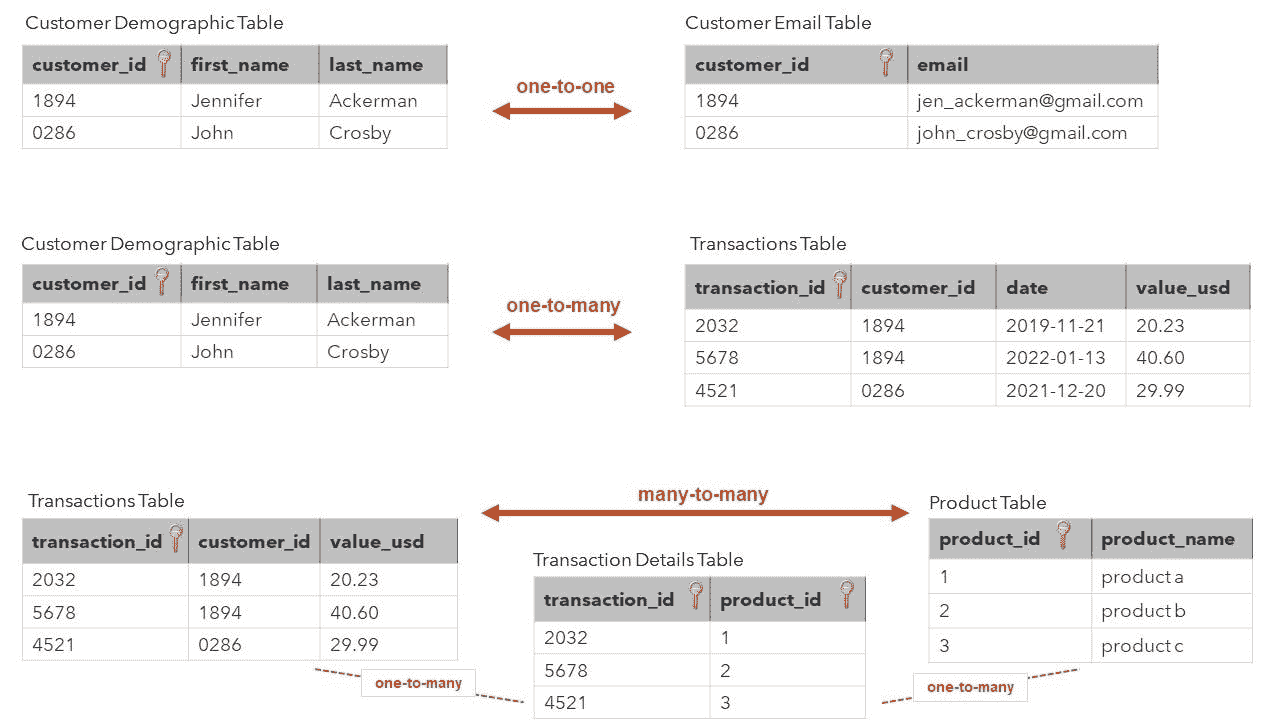 Customer Demographic Table
customer_id first_name last_name
1894 Jennifer Ackerman
0286 John Crosby
one-to-one
Customer Email Table
customer_id email
1894 jen_ackerman@gmail.com
0286 john_crosby@gmail.com
Customer Demographic Table
customer_id first_name last_name
1894 Jennifer Ackerman
0286 John Crosby
one-to-many
Transactions Table
transaction_id customer_id date value_usd
2032 1894 2019-11-21 20.23
5678 1894 2022-01-13 40.60
4521 0286 2021-12-20 29.99
Transactions Table
transaction_id customer_id value_usd
2032 1894 20.23
5678 1894 40.60
4521 0286 29.99
one-to-many
many-to-many
Transaction Details Table
transaction_id product_id
2032 1
5678 2
4521 3
Product Table
product_id product_name
1 product a
2 product b
3 product c
one-to-many